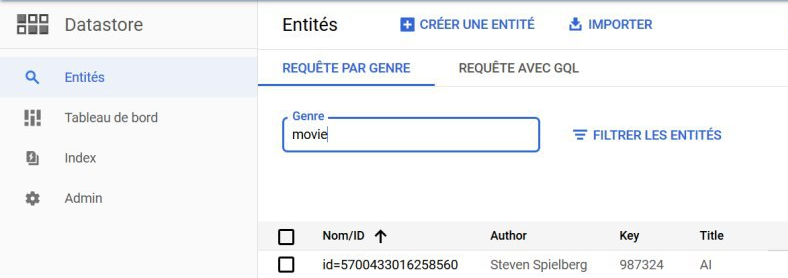 Datastore
Entités
Tableau de bord
Index
Admin
Entités CRÉER UNE ENTITÉ IMPORTER
REQUÊTE PAR GENRE REQUÊTE AVEC GQL
Genre
movie
FILTRER LES ENTITÉS
Nom/ID Author Key Title
id=5700433016258560 Steven Spielberg 987324 AI